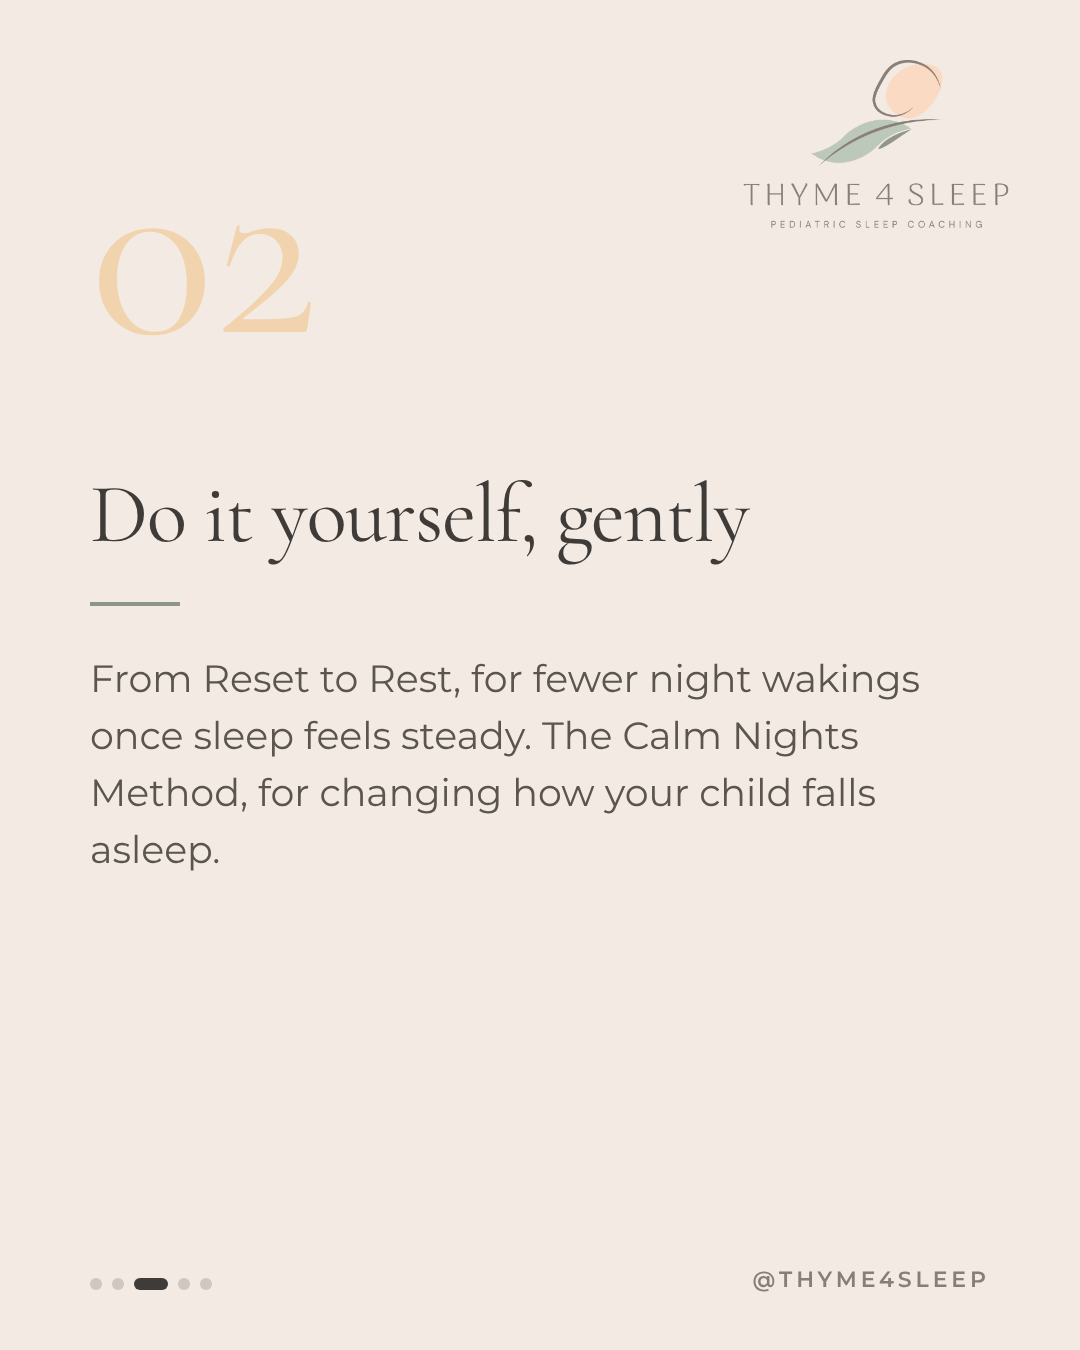 THYME 4 SLEEP
PEDIATRIC SLEEP COACHING
02
Do it yourself, gently
From Reset to Rest, for fewer night wakings
once sleep feels steady. The Calm Nights
Method, for changing how your child falls
asleep.
@THYME4SLEEP